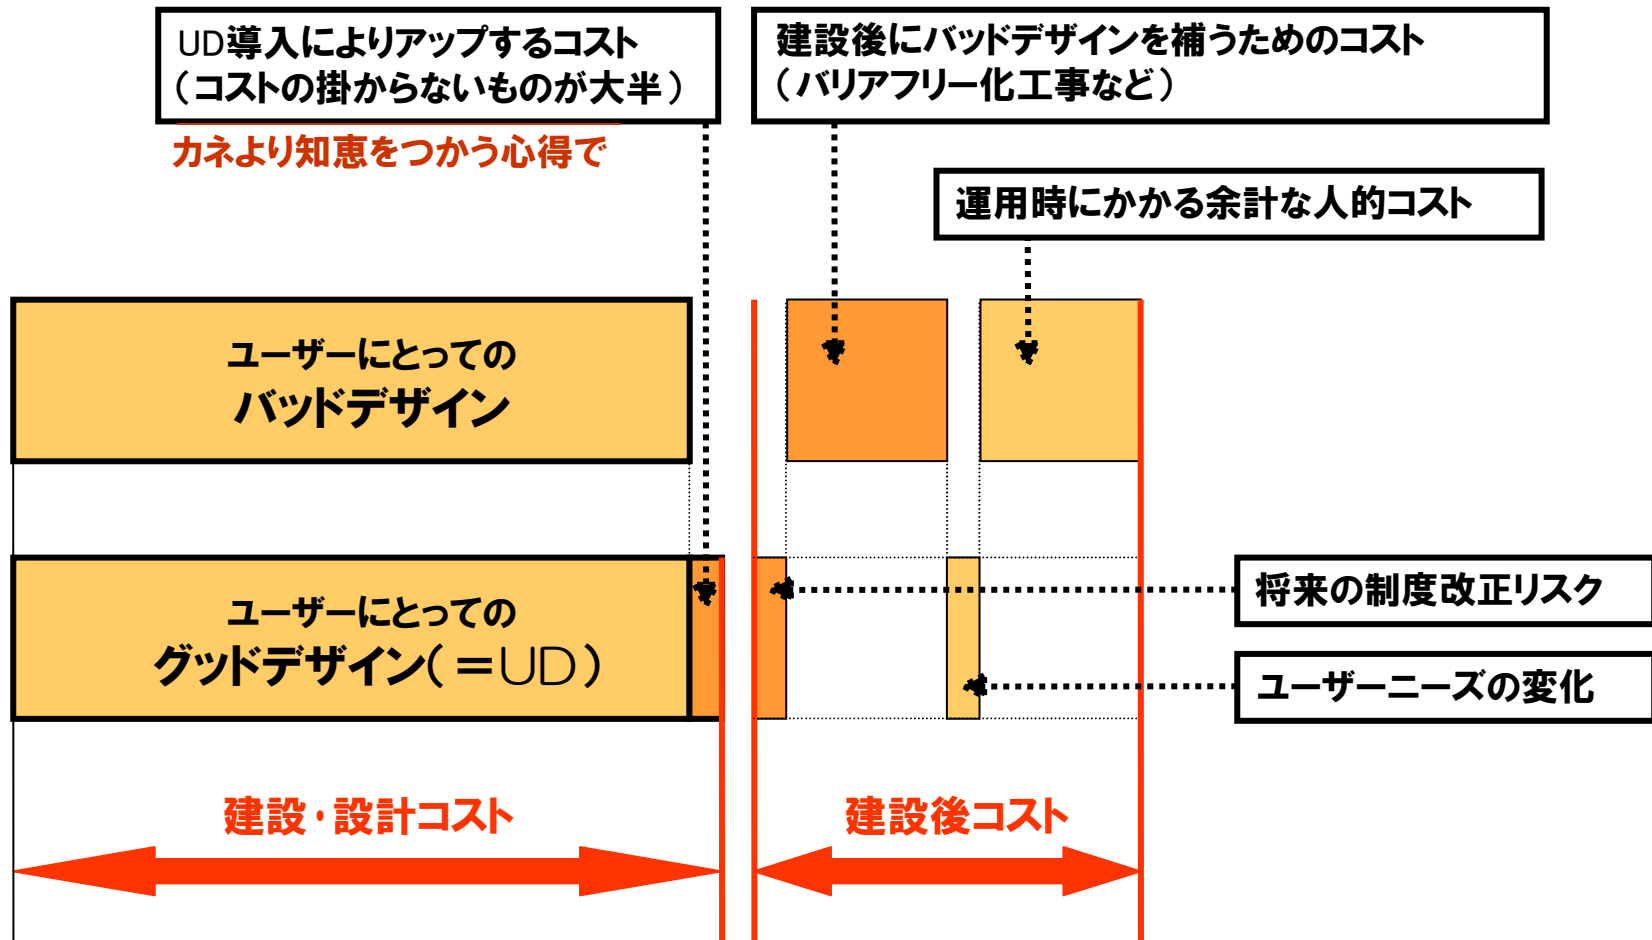 UD導入によりアップするコスト
（コストの掛からないものが大半）
カネより知恵をつかう心得で
建設後にバッドデザインを補うためのコスト
（バリアフリー化工事など）
運用時にかかる余計な人的コスト
ユーザーにとっての
バッドデザイン
ユーザーにとっての
グッドデザイン（＝UD）
将来の制度改正リスク
ユーザーニーズの変化
建設・設計コスト
建設後コスト